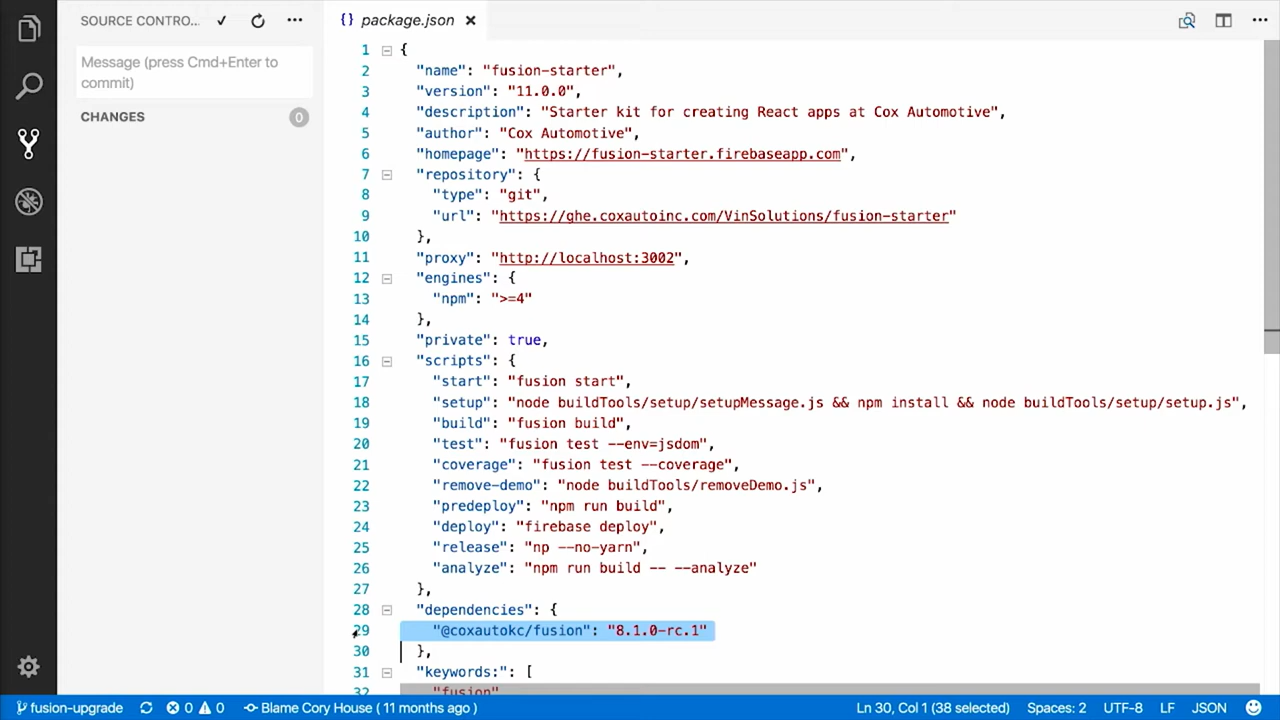 SOURCE CONTRO...
Message (press Cmd+Enter to
commit)
CHANGES 0
{} package.json
1 {
2 "name": "fusion-starter",
3 "version": "11.0.0",
4 "description": "Starter kit for creating React apps at Cox Automotive",
5 "author": "Cox Automotive",
6 "homepage": "https://fusion-starter.firebaseapp.com",
7 "repository": {
8 "type": "git",
9 "url": "https://ghe.coxautoinc.com/VinSolutions/fusion-starter"
10 },
11 "proxy": "http://localhost:3002",
12 "engines": {
13 "npm": ">=4"
14 },
15 "private": true,
16 "scripts": {
17 "start": "fusion start",
18 "setup": "node buildTools/setup/setupMessage.js && npm install && node buildTools/setup/setup.js",
19 "build": "fusion build",
20 "test": "fusion test --env=jsdom",
21 "coverage": "fusion test --coverage",
22 "remove-demo": "node buildTools/removeDemo.js",
23 "predeploy": "npm run build",
24 "deploy": "firebase deploy",
25 "release": "np --no-yarn",
26 "analyze": "npm run build -- --analyze"
27 },
28 "dependencies": {
29 "@coxautokc/fusion": "8.1.0-rc.1"
30 },
31 "keywords:": [
32 "fusion"
fusion-upgrade 0 0 Blame Cory House ( 11 months ago ) Ln 30, Col 1 (38 selected) Spaces: 2 UTF-8 LF JSON